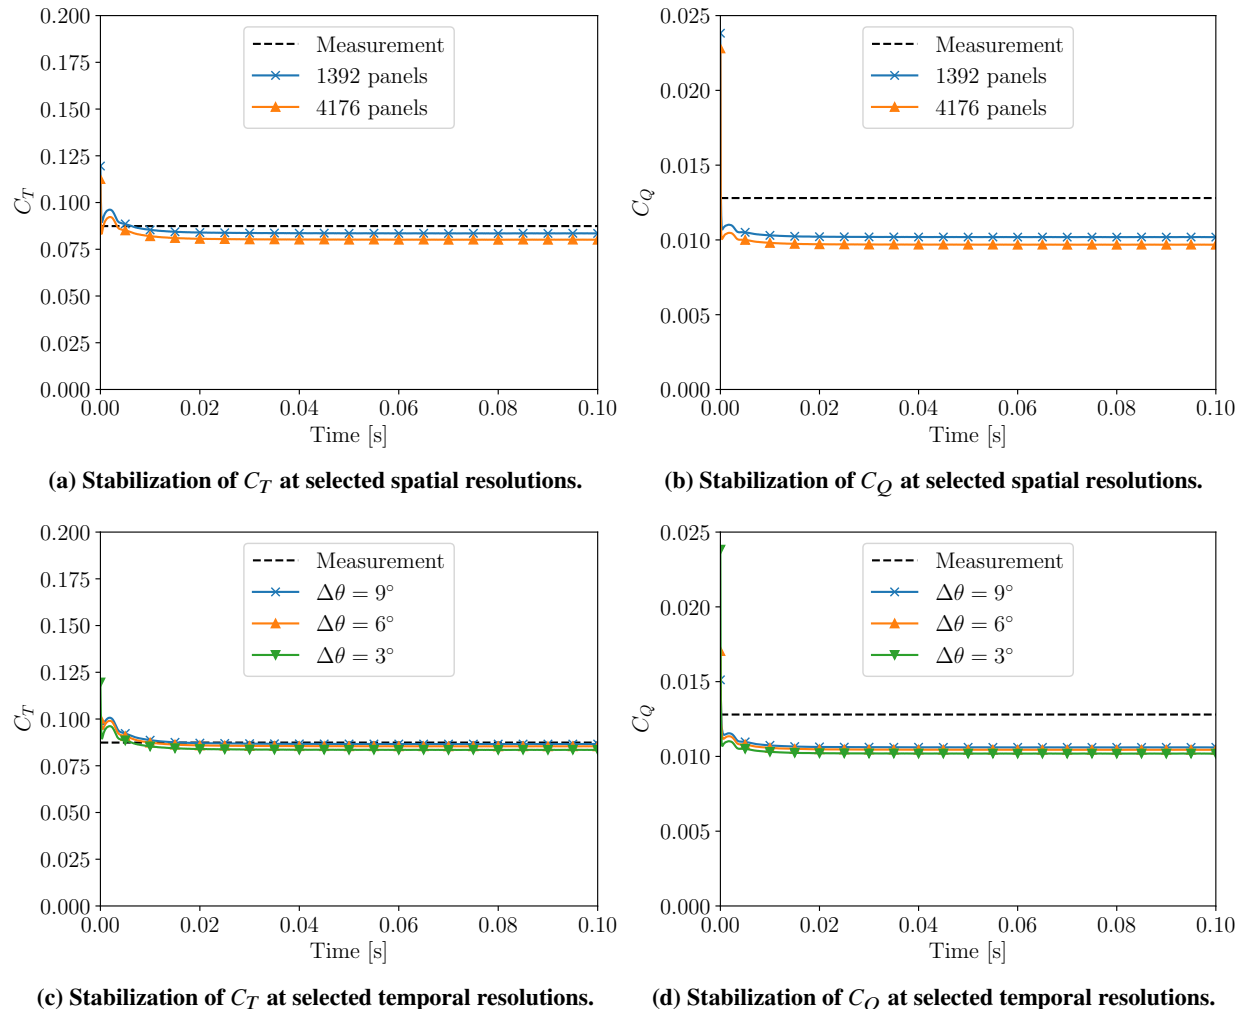 0.200
0.175
0.150
0.125
0.100
0.075
0.050
0.025
0.000
C_T
Measurement
1392 panels
4176 panels
0.00 0.02 0.04 0.06 0.08 0.10
Time [s]
(a) Stabilization of C_T at selected spatial resolutions.
0.025
0.020
0.015
0.010
0.005
0.000
C_Q
Measurement
1392 panels
4176 panels
0.00 0.02 0.04 0.06 0.08 0.10
Time [s]
(b) Stabilization of C_Q at selected spatial resolutions.
0.200
0.175
0.150
0.125
0.100
0.075
0.050
0.025
0.000
C_T
Measurement
Δθ = 9°
Δθ = 6°
Δθ = 3°
0.00 0.02 0.04 0.06 0.08 0.10
Time [s]
(c) Stabilization of C_T at selected temporal resolutions.
0.025
0.020
0.015
0.010
0.005
0.000
C_Q
Measurement
Δθ = 9°
Δθ = 6°
Δθ = 3°
0.00 0.02 0.04 0.06 0.08 0.10
Time [s]
(d) Stabilization of C_Q at selected temporal resolutions.